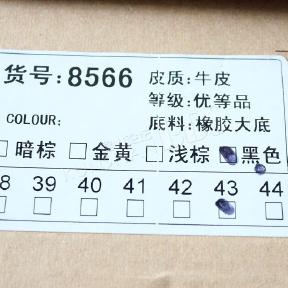 货号:8566 皮质:牛皮
等级:优等品
COLOUR: 底料:橡胶大底
暗棕 金黄 浅棕 黑色
8 39 40 41 42 43 44